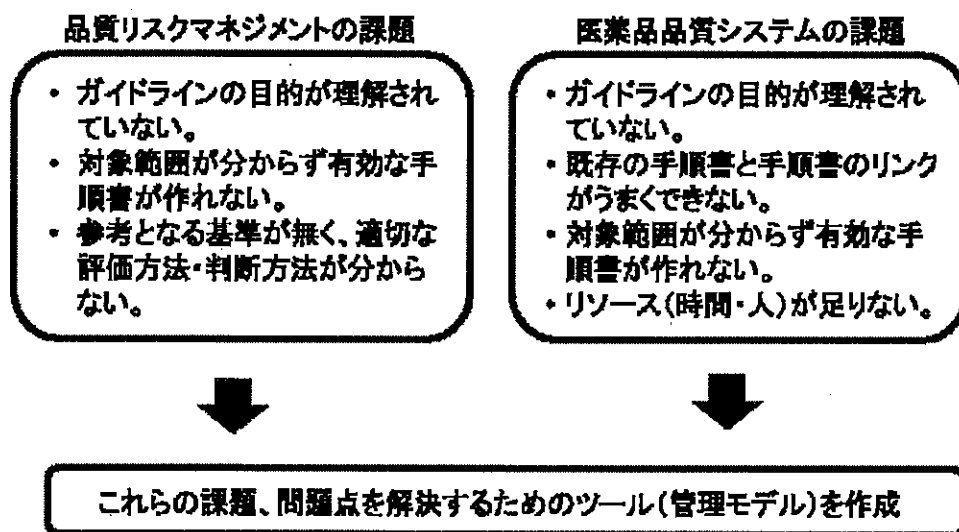 品質リスクマネジメントの課題
・ ガイドラインの目的が理解され
ていない。
・ 対象範囲が分からず有効な手
順書が作れない。
・ 参考となる基準が無く、適切な
評価方法・判断方法が分から
ない。
医薬品品質システムの課題
・ガイドラインの目的が理解され
ていない。
・既存の手順書と手順書のリンク
がうまくできない。
・対象範囲が分からず有効な手
順書が作れない。
・リソース(時間・人)が足りない。
これらの課題、問題点を解決するためのツール(管理モデル)を作成